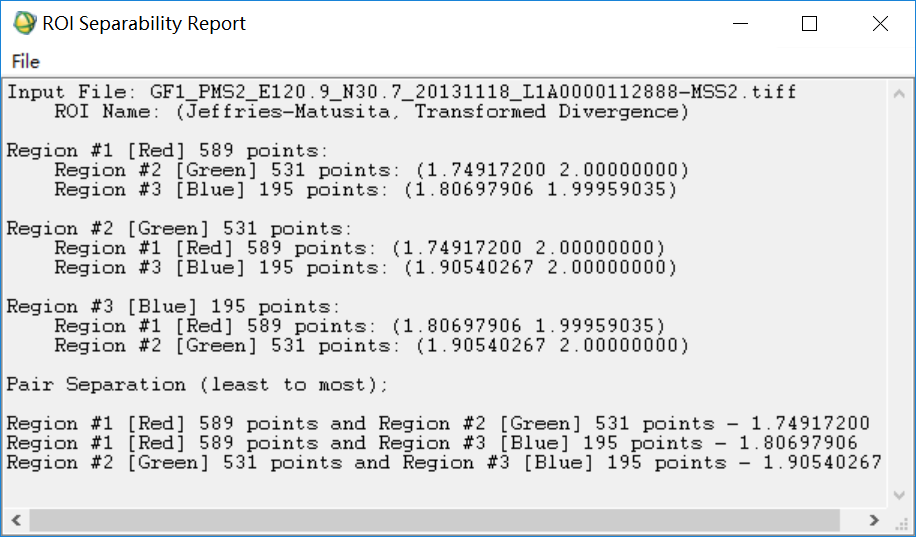 ROI Separability Report
File
Input File: GF1_PMS2_E120.9_N30.7_20131118_L1A0000112888-MSS2.tiff
ROI Name: (Jeffries-Matusita, Transformed Divergence)
Region #1 [Red] 589 points:
Region #2 [Green] 531 points: (1.74917200 2.00000000)
Region #3 [Blue] 195 points: (1.80697906 1.99959035)
Region #2 [Green] 531 points:
Region #1 [Red] 589 points: (1.74917200 2.00000000)
Region #3 [Blue] 195 points: (1.90540267 2.00000000)
Region #3 [Blue] 195 points:
Region #1 [Red] 589 points: (1.80697906 1.99959035)
Region #2 [Green] 531 points: (1.90540267 2.00000000)
Pair Separation (least to most);
Region #1 [Red] 589 points and Region #2 [Green] 531 points - 1.74917200
Region #1 [Red] 589 points and Region #3 [Blue] 195 points - 1.80697906
Region #2 [Green] 531 points and Region #3 [Blue] 195 points - 1.90540267